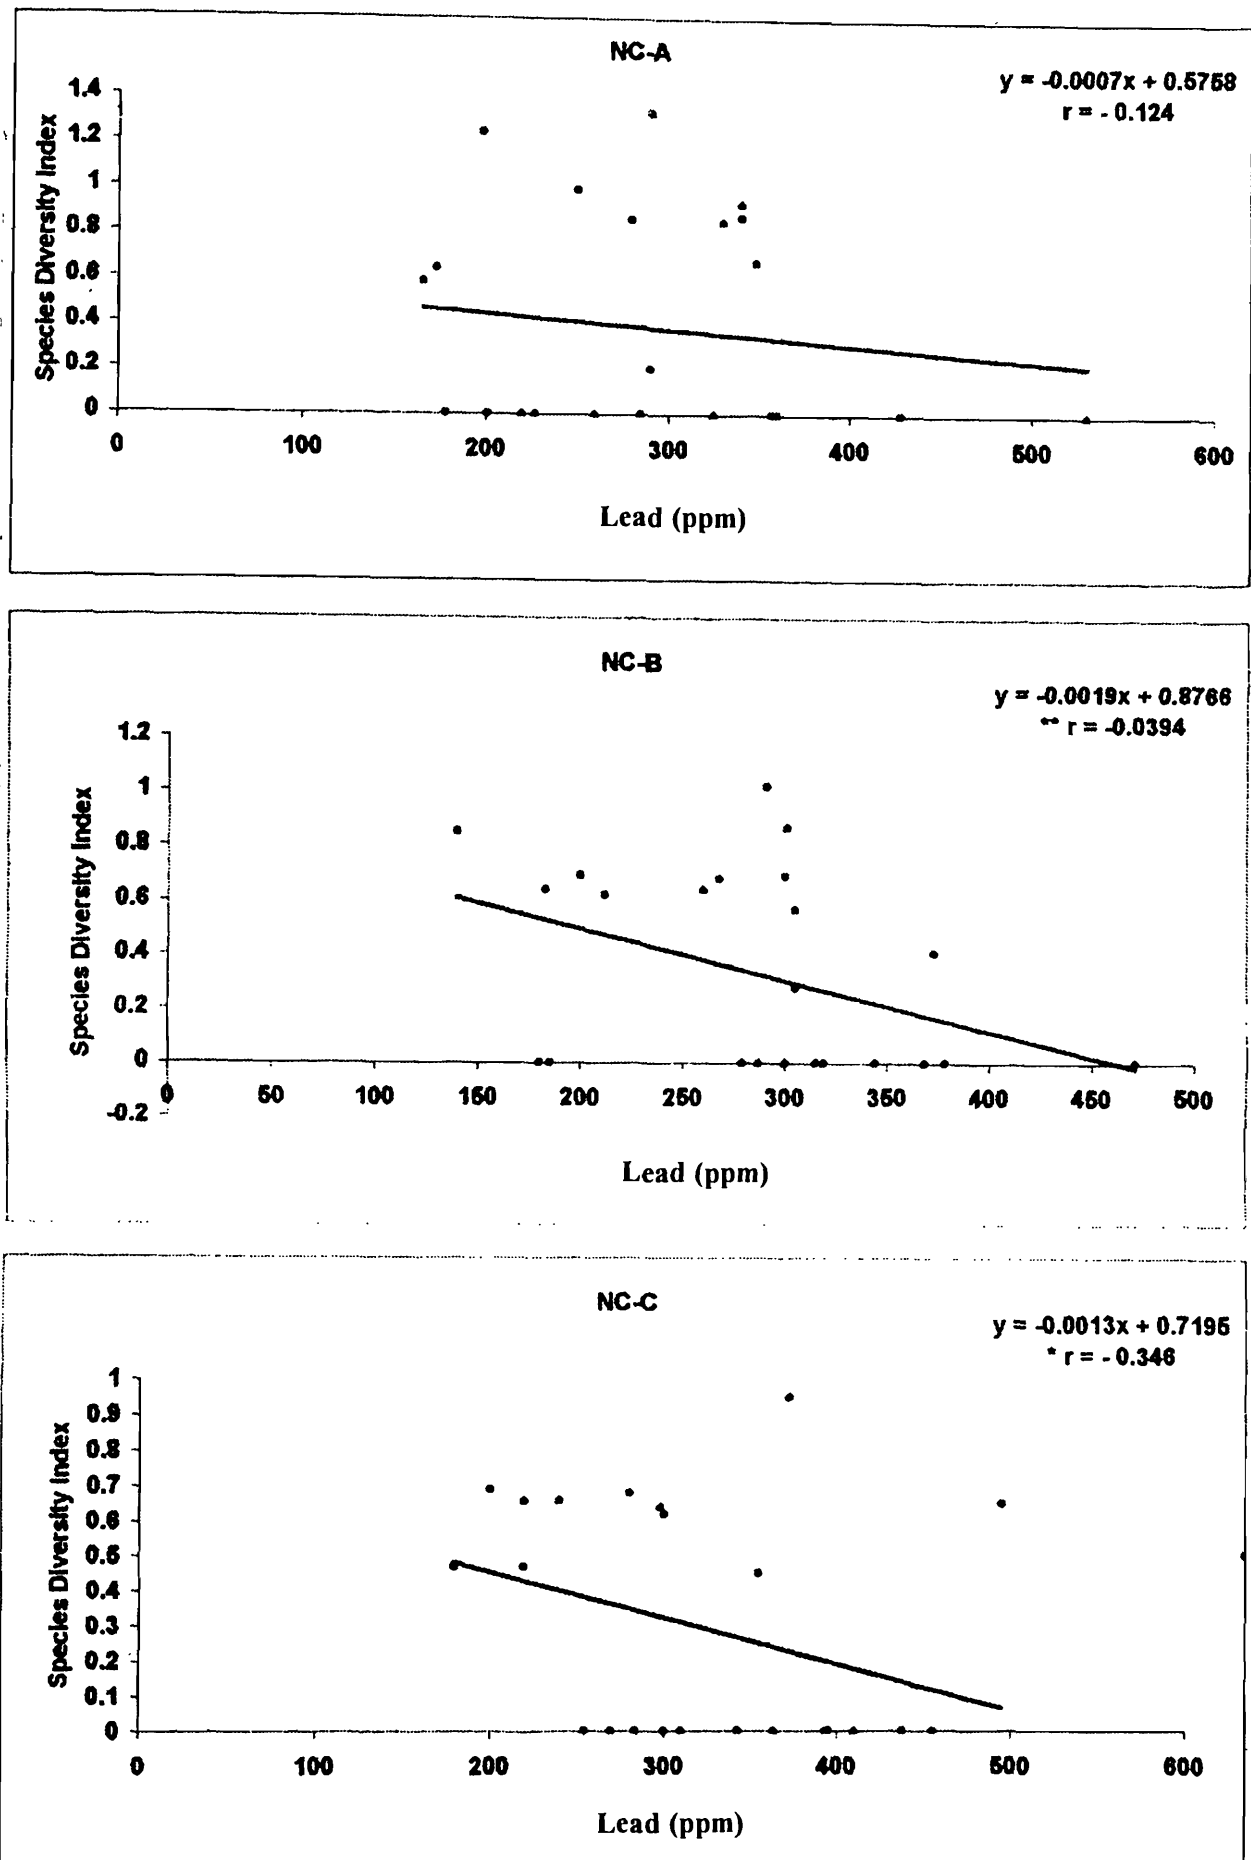 NC-A
y = -0.0007x + 0.5758
r = - 0.124
Species Diversity Index
1.4
1.2
1
0.8
0.6
0.4
0.2
0
0 100 200 300 400 500 600
Lead (ppm)
NC-B
y = -0.0019x + 0.8766
** r = -0.0394
Species Diversity Index
1.2
1
0.8
0.6
0.4
0.2
0
-0.2
0 50 100 150 200 250 300 350 400 450 500
Lead (ppm)
NC-C
y = -0.0013x + 0.7195
* r = - 0.346
Species Diversity Index
1
0.9
0.8
0.7
0.6
0.5
0.4
0.3
0.2
0.1
0
0 100 200 300 400 500 600
Lead (ppm)